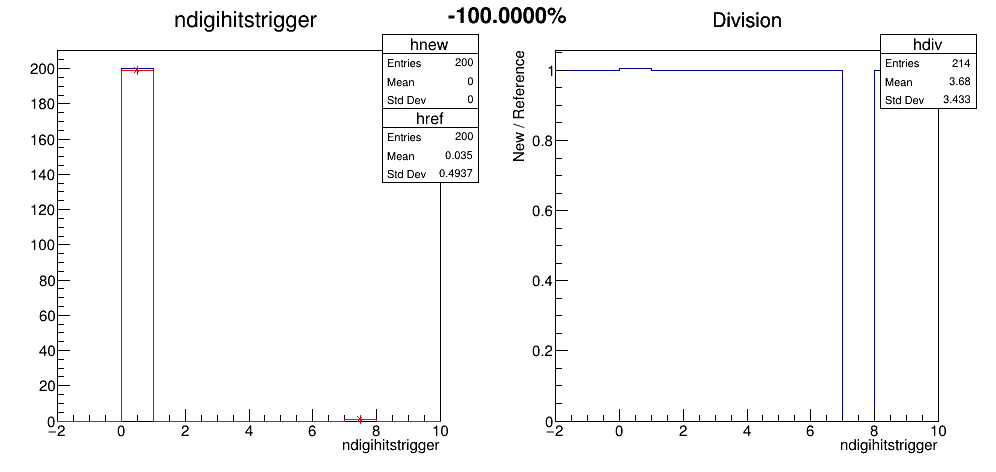 -100.0000%
ndigihitstrigger
hnew
Entries 200
Mean 0
Std Dev 0
href
Entries 200
Mean 0.035
Std Dev 0.4937
200
180
160
140
120
100
80
60
40
20
0
−2 0 2 4 6 8 10
ndigihitstrigger
Division
hdiv
Entries 214
Mean 3.68
Std Dev 3.433
New / Reference
1
0.8
0.6
0.4
0.2
0
−2 0 2 4 6 8 10
ndigihitstrigger